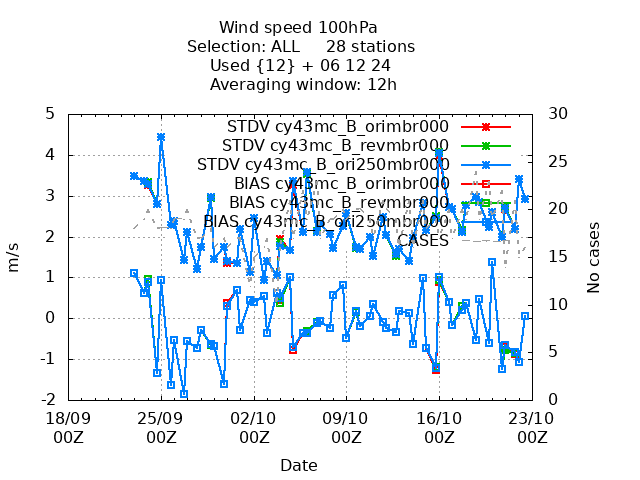 Wind speed 100hPa
Selection: ALL 28 stations
Used {12} + 06 12 24
Averaging window: 12h
5 30
STDV cy43mc_B_orimbr000
STDV cy43mc_B_revmbr000
4 25
STDV cy43mc_B_ori250mbr000
BIAS cy43mc_B_orimbr000
3 20
BIAS cy43mc_B_revmbr000
BIAS cy43mc_B_ori250mbr000
CASES
2 15
m/s
No cases
1 10
0
-1 5
-2 0
18/09 25/09 02/10 09/10 16/10 23/10
00Z 00Z 00Z 00Z 00Z 00Z
Date